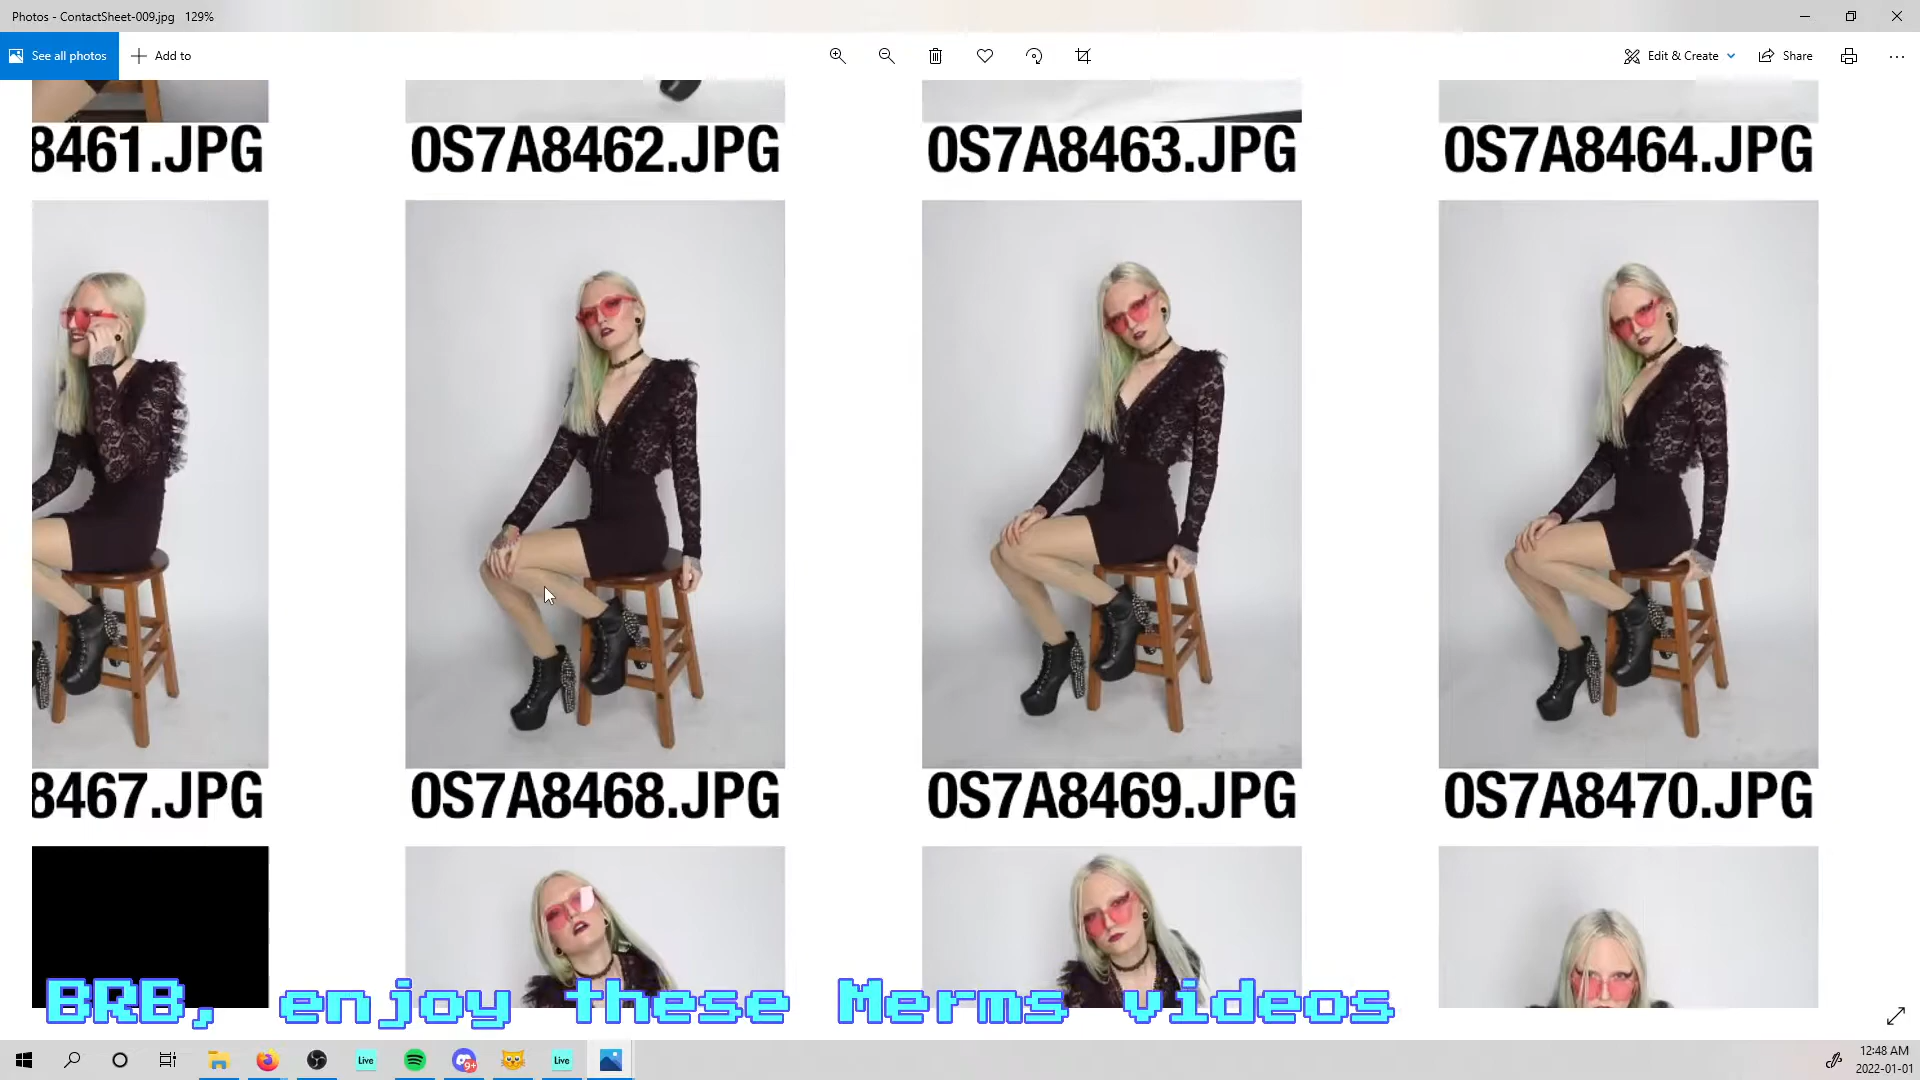 Photos - ContactSheet-009.jpg 129%
See all photos
Add to
Edit & Create
Share
8461.JPG
0S7A8462.JPG
0S7A8463.JPG
0S7A8464.JPG
8467.JPG
0S7A8468.JPG
0S7A8469.JPG
0S7A8470.JPG
BRB, enjoy these Merms videos
Live
9+
Live
12:48 AM
2022-01-01